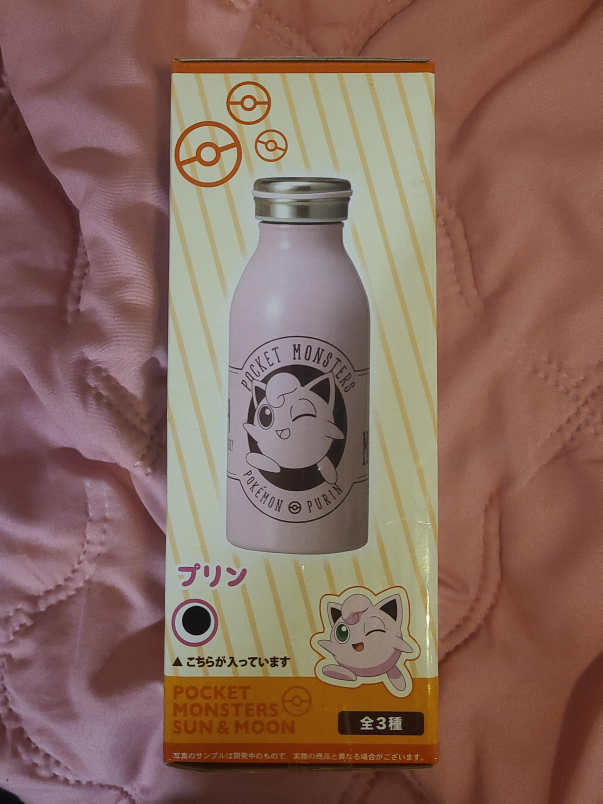 POCKET MONSTERS
POKÉMON PURIN
プリン
▲こちらが入っています
POCKET
MONSTERS
SUN & MOON
全3種
写真のサンプルは開発中のもので、実際の商品と異なる場合がございます。